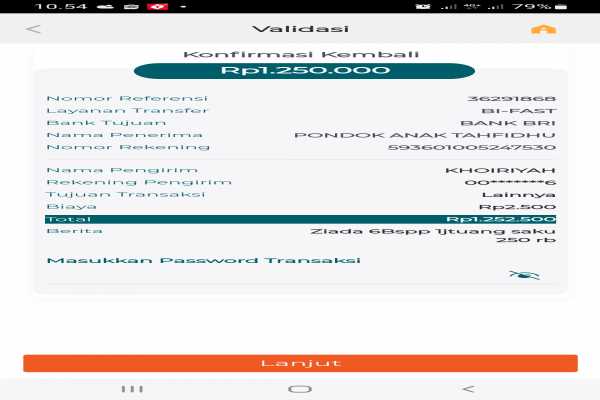 10.54 79%
Validasi
Konfirmasi Kembali
Rp1.250.000
Nomor Referensi 36291868
Layanan Transfer BI-FAST
Bank Tujuan BANK BRI
Nama Penerima PONDOK ANAK TAHFIDHU
Nomor Rekening 593601005247530
Nama Pengirim KHOIRIYAH
Rekening Pengirim 00*******6
Tujuan Transaksi Lainnya
Biaya Rp2.500
Total Rp1.252.500
Berita Ziada 6Bspp 1jtuang saku
250 rb
Masukkan Password Transaksi
Lanjut